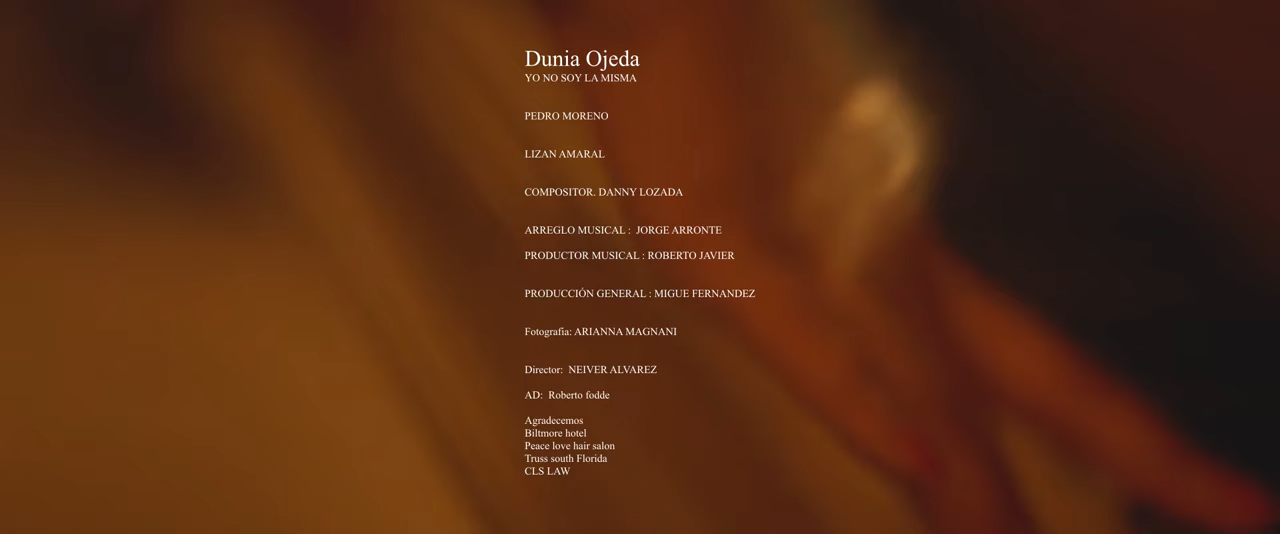 Dunia Ojeda
YO NO SOY LA MISMA
PEDRO MORENO
LIZAN AMARAL
COMPOSITOR. DANNY LOZADA
ARREGLO MUSICAL :  JORGE ARRONTE
PRODUCTOR MUSICAL : ROBERTO JAVIER
PRODUCCIÓN GENERAL : MIGUE FERNANDEZ
Fotografia: ARIANNA MAGNANI
Director:  NEIVER ALVAREZ
AD:  Roberto fodde
Agradecemos
Biltmore hotel
Peace love hair salon
Truss south Florida
CLS LAW